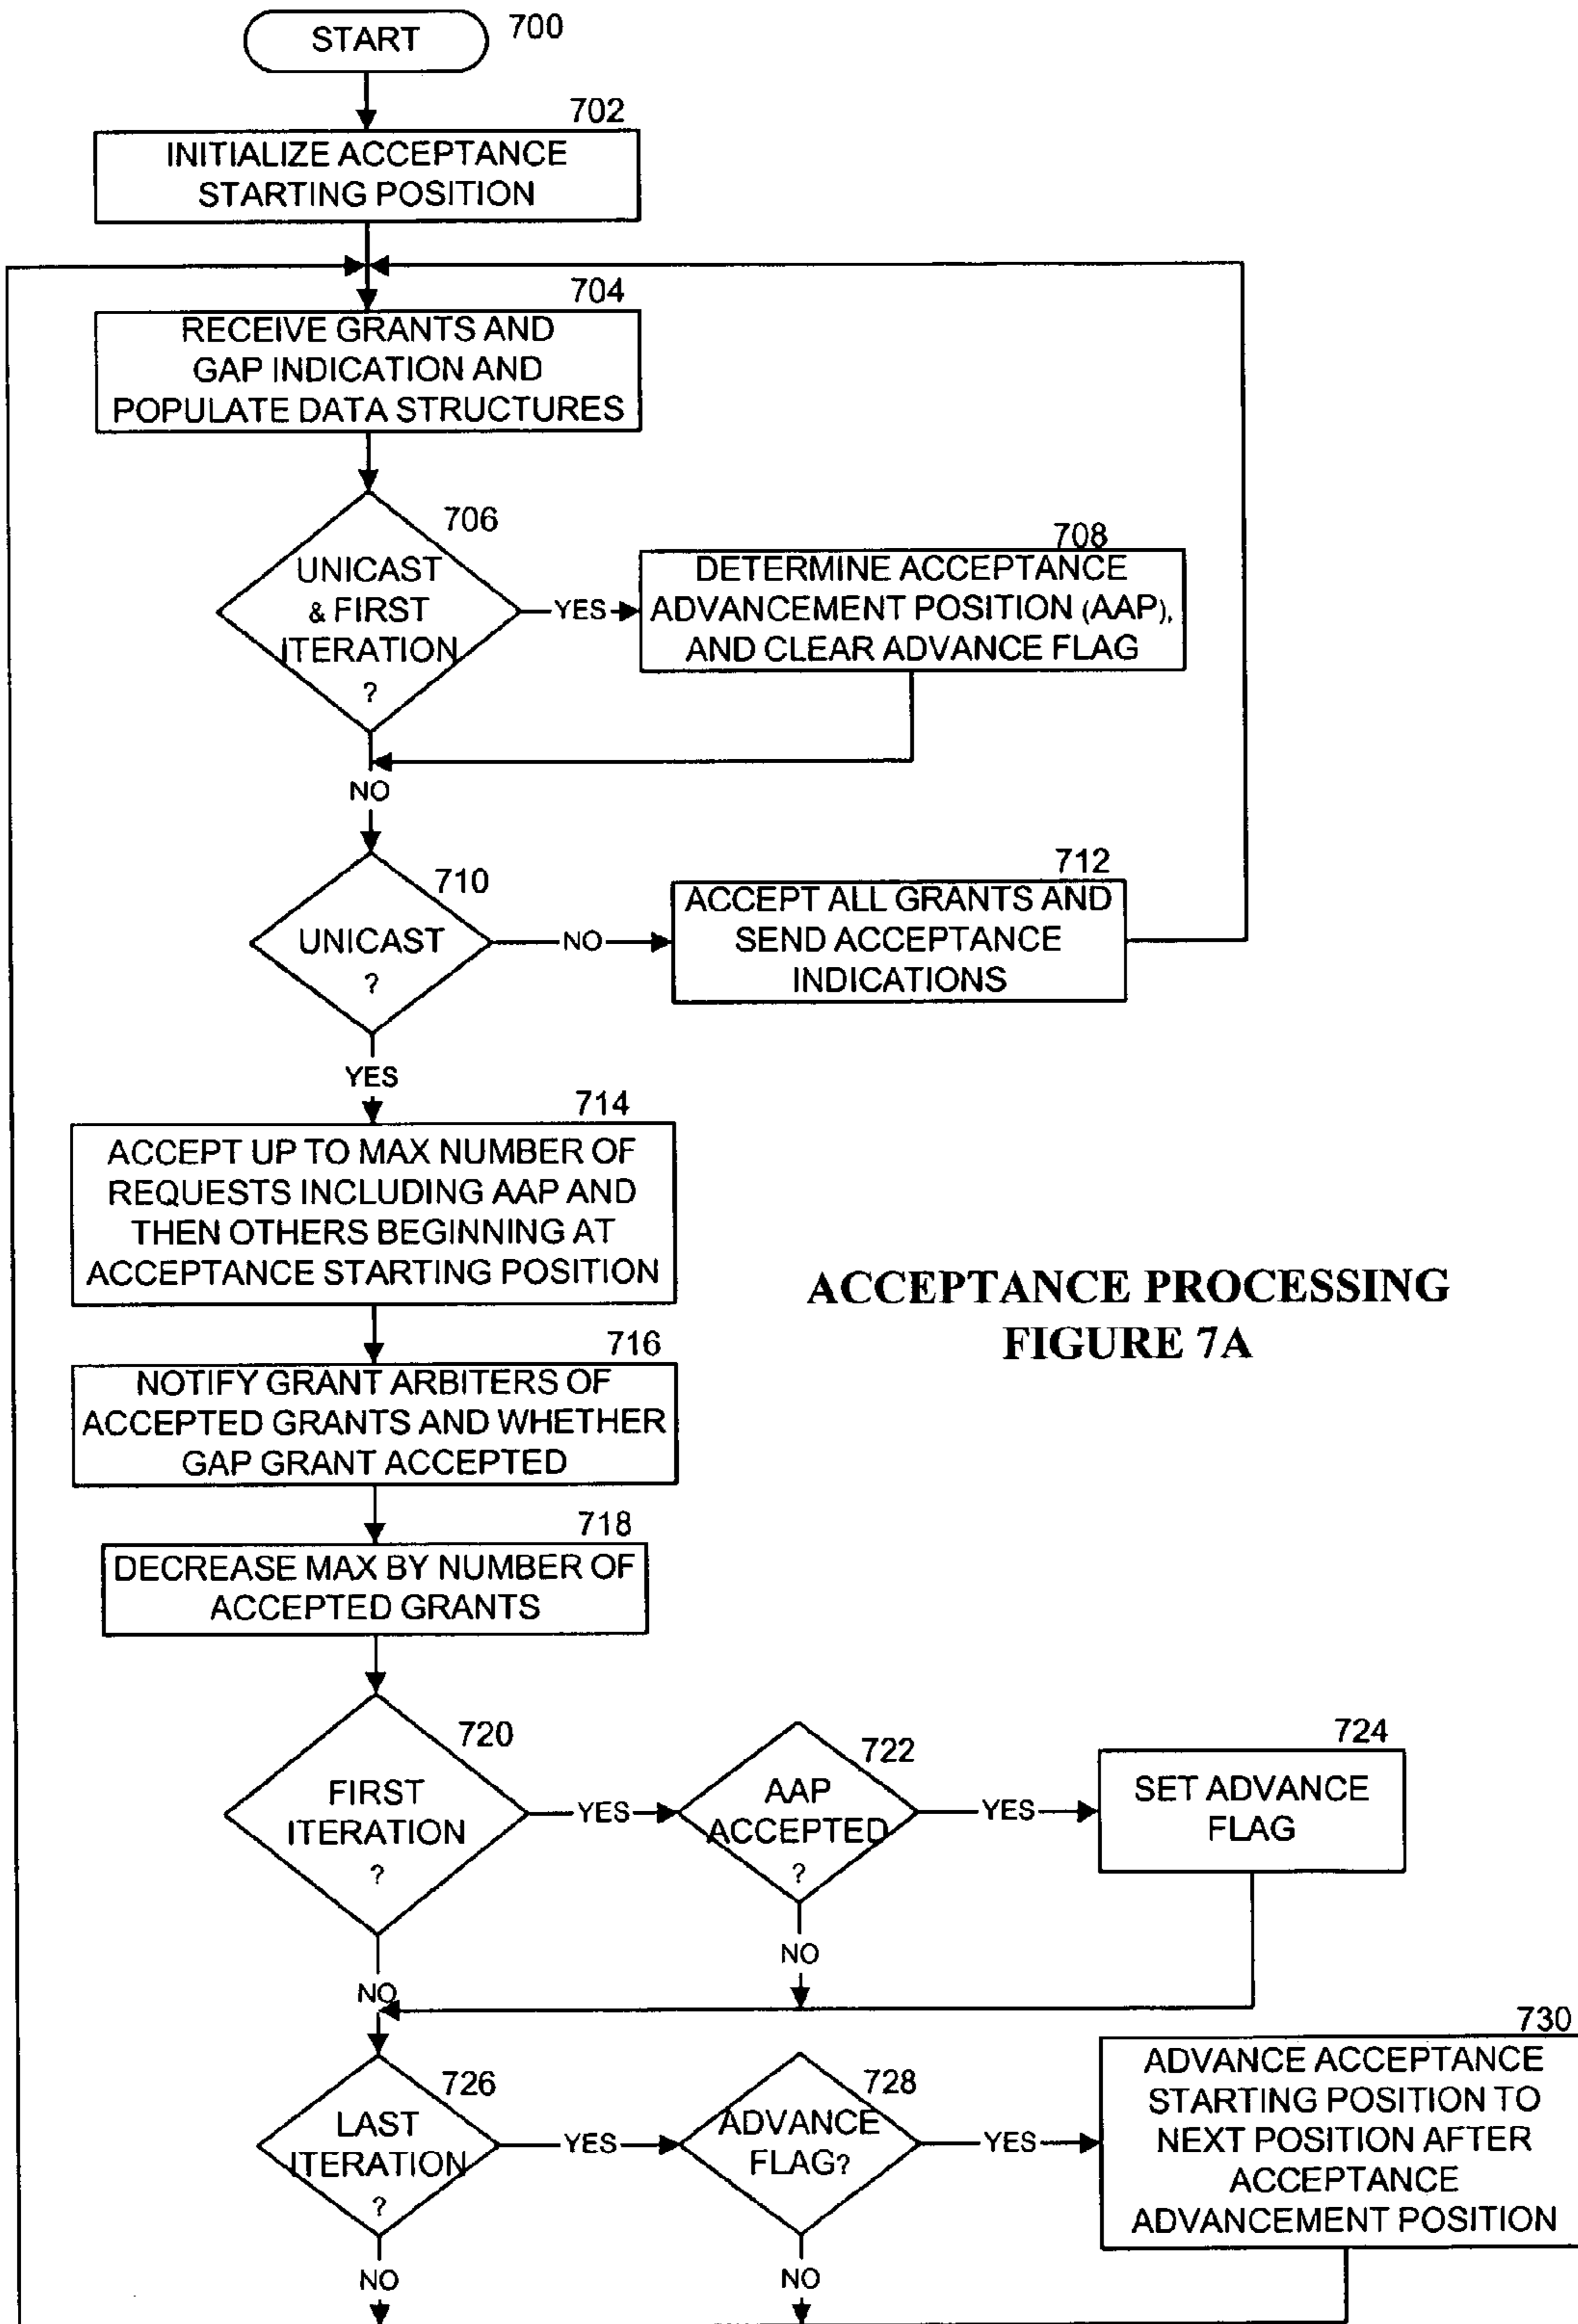 START
700
702
INITIALIZE ACCEPTANCE
STARTING POSITION
704
RECEIVE GRANTS AND
GAP INDICATION AND
POPULATE DATA STRUCTURES
706
UNICAST
& FIRST
ITERATION
?
YES
708
DETERMINE ACCEPTANCE
ADVANCEMENT POSITION (AAP),
AND CLEAR ADVANCE FLAG
NO
710
UNICAST
?
NO
712
ACCEPT ALL GRANTS AND
SEND ACCEPTANCE
INDICATIONS
YES
714
ACCEPT UP TO MAX NUMBER OF
REQUESTS INCLUDING AAP AND
THEN OTHERS BEGINNING AT
ACCEPTANCE STARTING POSITION
ACCEPTANCE PROCESSING
FIGURE 7A
716
NOTIFY GRANT ARBITERS OF
ACCEPTED GRANTS AND WHETHER
GAP GRANT ACCEPTED
718
DECREASE MAX BY NUMBER OF
ACCEPTED GRANTS
720
FIRST
ITERATION
?
YES
722
AAP
ACCEPTED
?
YES
724
SET ADVANCE
FLAG
NO
NO
726
LAST
ITERATION
?
YES
728
ADVANCE
FLAG?
YES
730
ADVANCE ACCEPTANCE
STARTING POSITION TO
NEXT POSITION AFTER
ACCEPTANCE
ADVANCEMENT POSITION
NO
NO